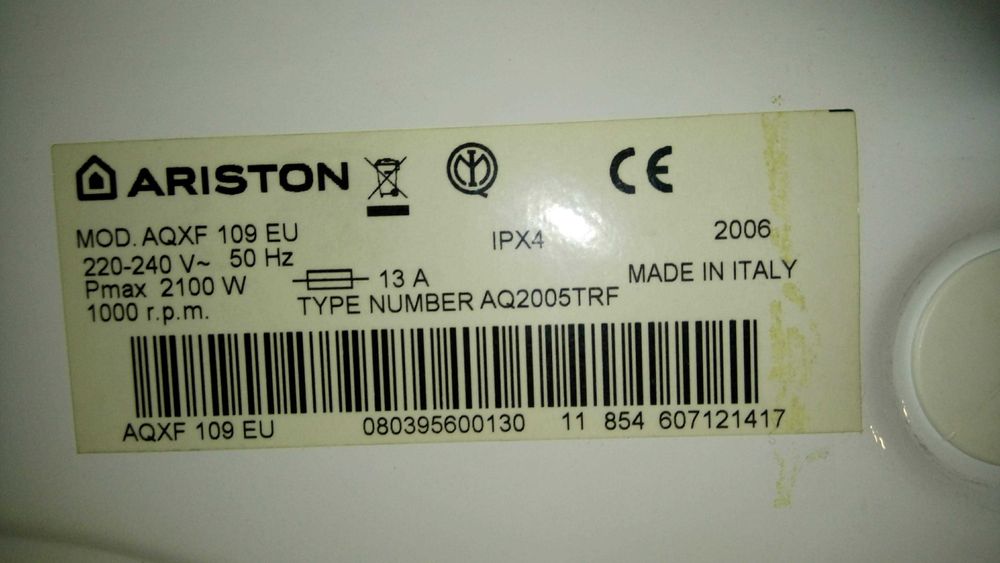 ARISTON CE
MOD. AQXF 109 EU IPX4 2006
220-240 V~ 50 Hz
Pmax 2100 W 13 A MADE IN ITALY
1000 r.p.m. TYPE NUMBER AQ2005TRF
AQXF 109 EU 080395600130 11 854 607121417